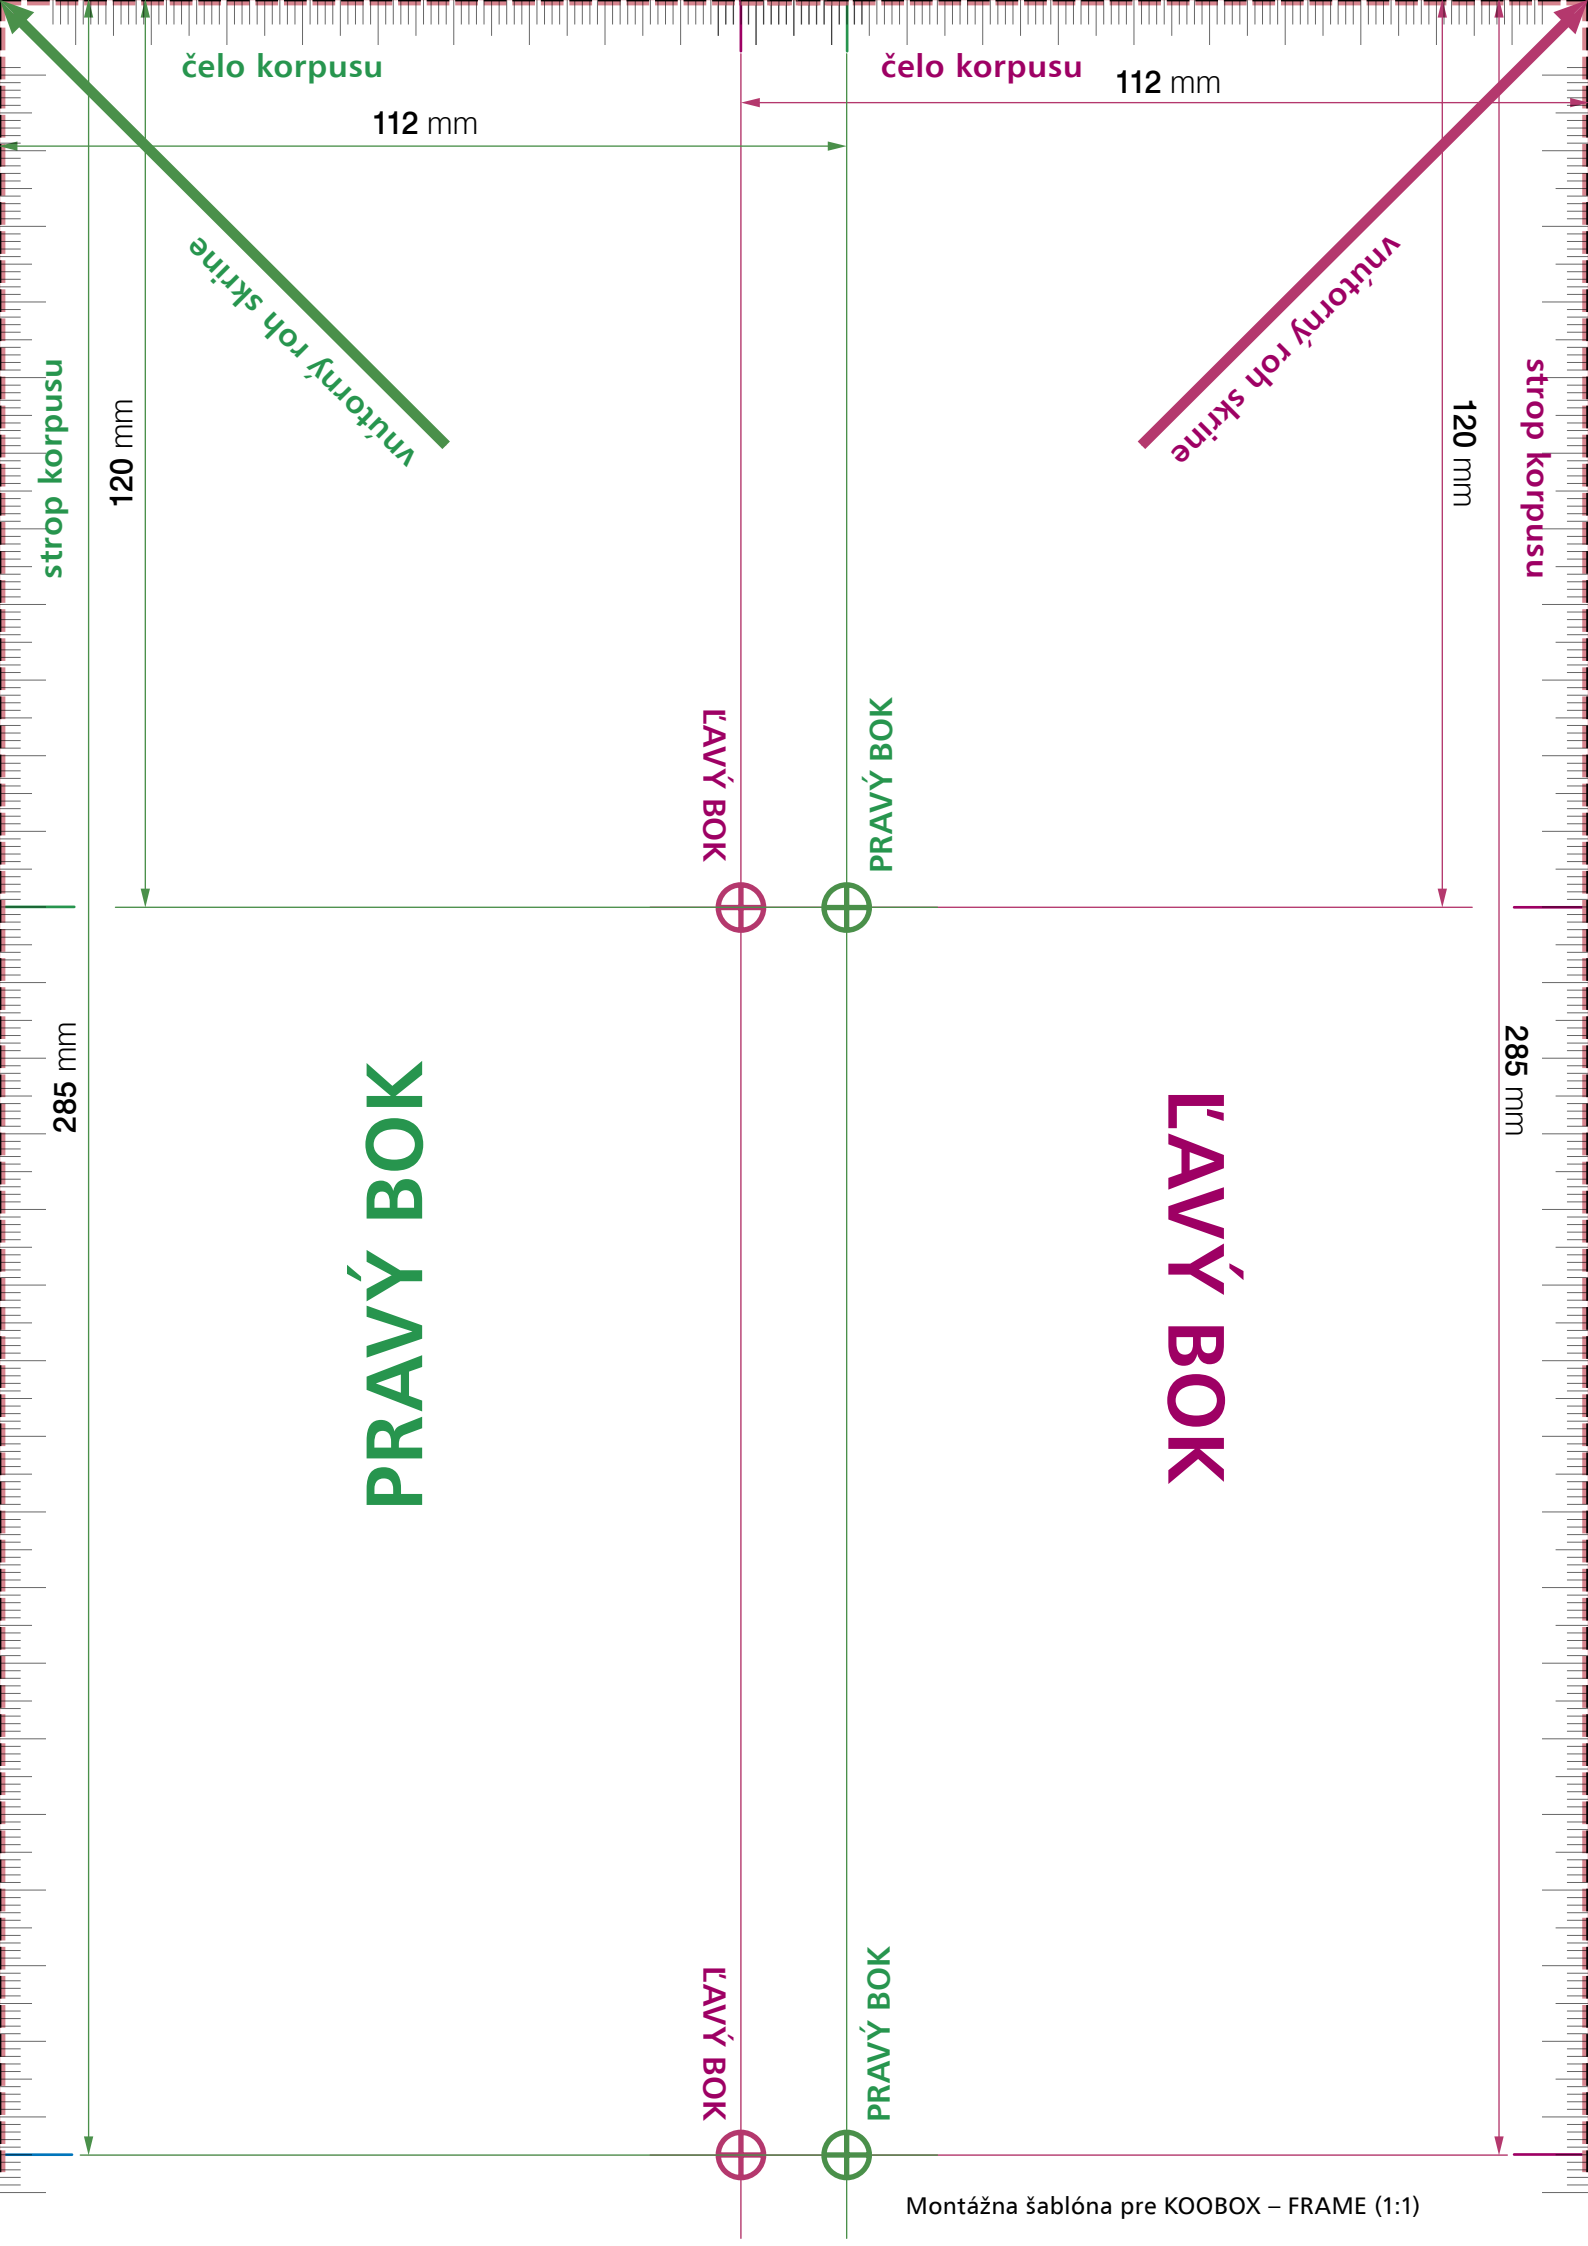 čelo korpusu
čelo korpusu
112 mm
112 mm
vnútorný roh skrine
vnútorný roh skrine
strop korpusu
120 mm
120 mm
strop korpusu
ĽAVÝ BOK
PRAVÝ BOK
285 mm
285 mm
PRAVÝ BOK
ĽAVÝ BOK
ĽAVÝ BOK
PRAVÝ BOK
Montážna šablóna pre KOOBOX – FRAME (1:1)